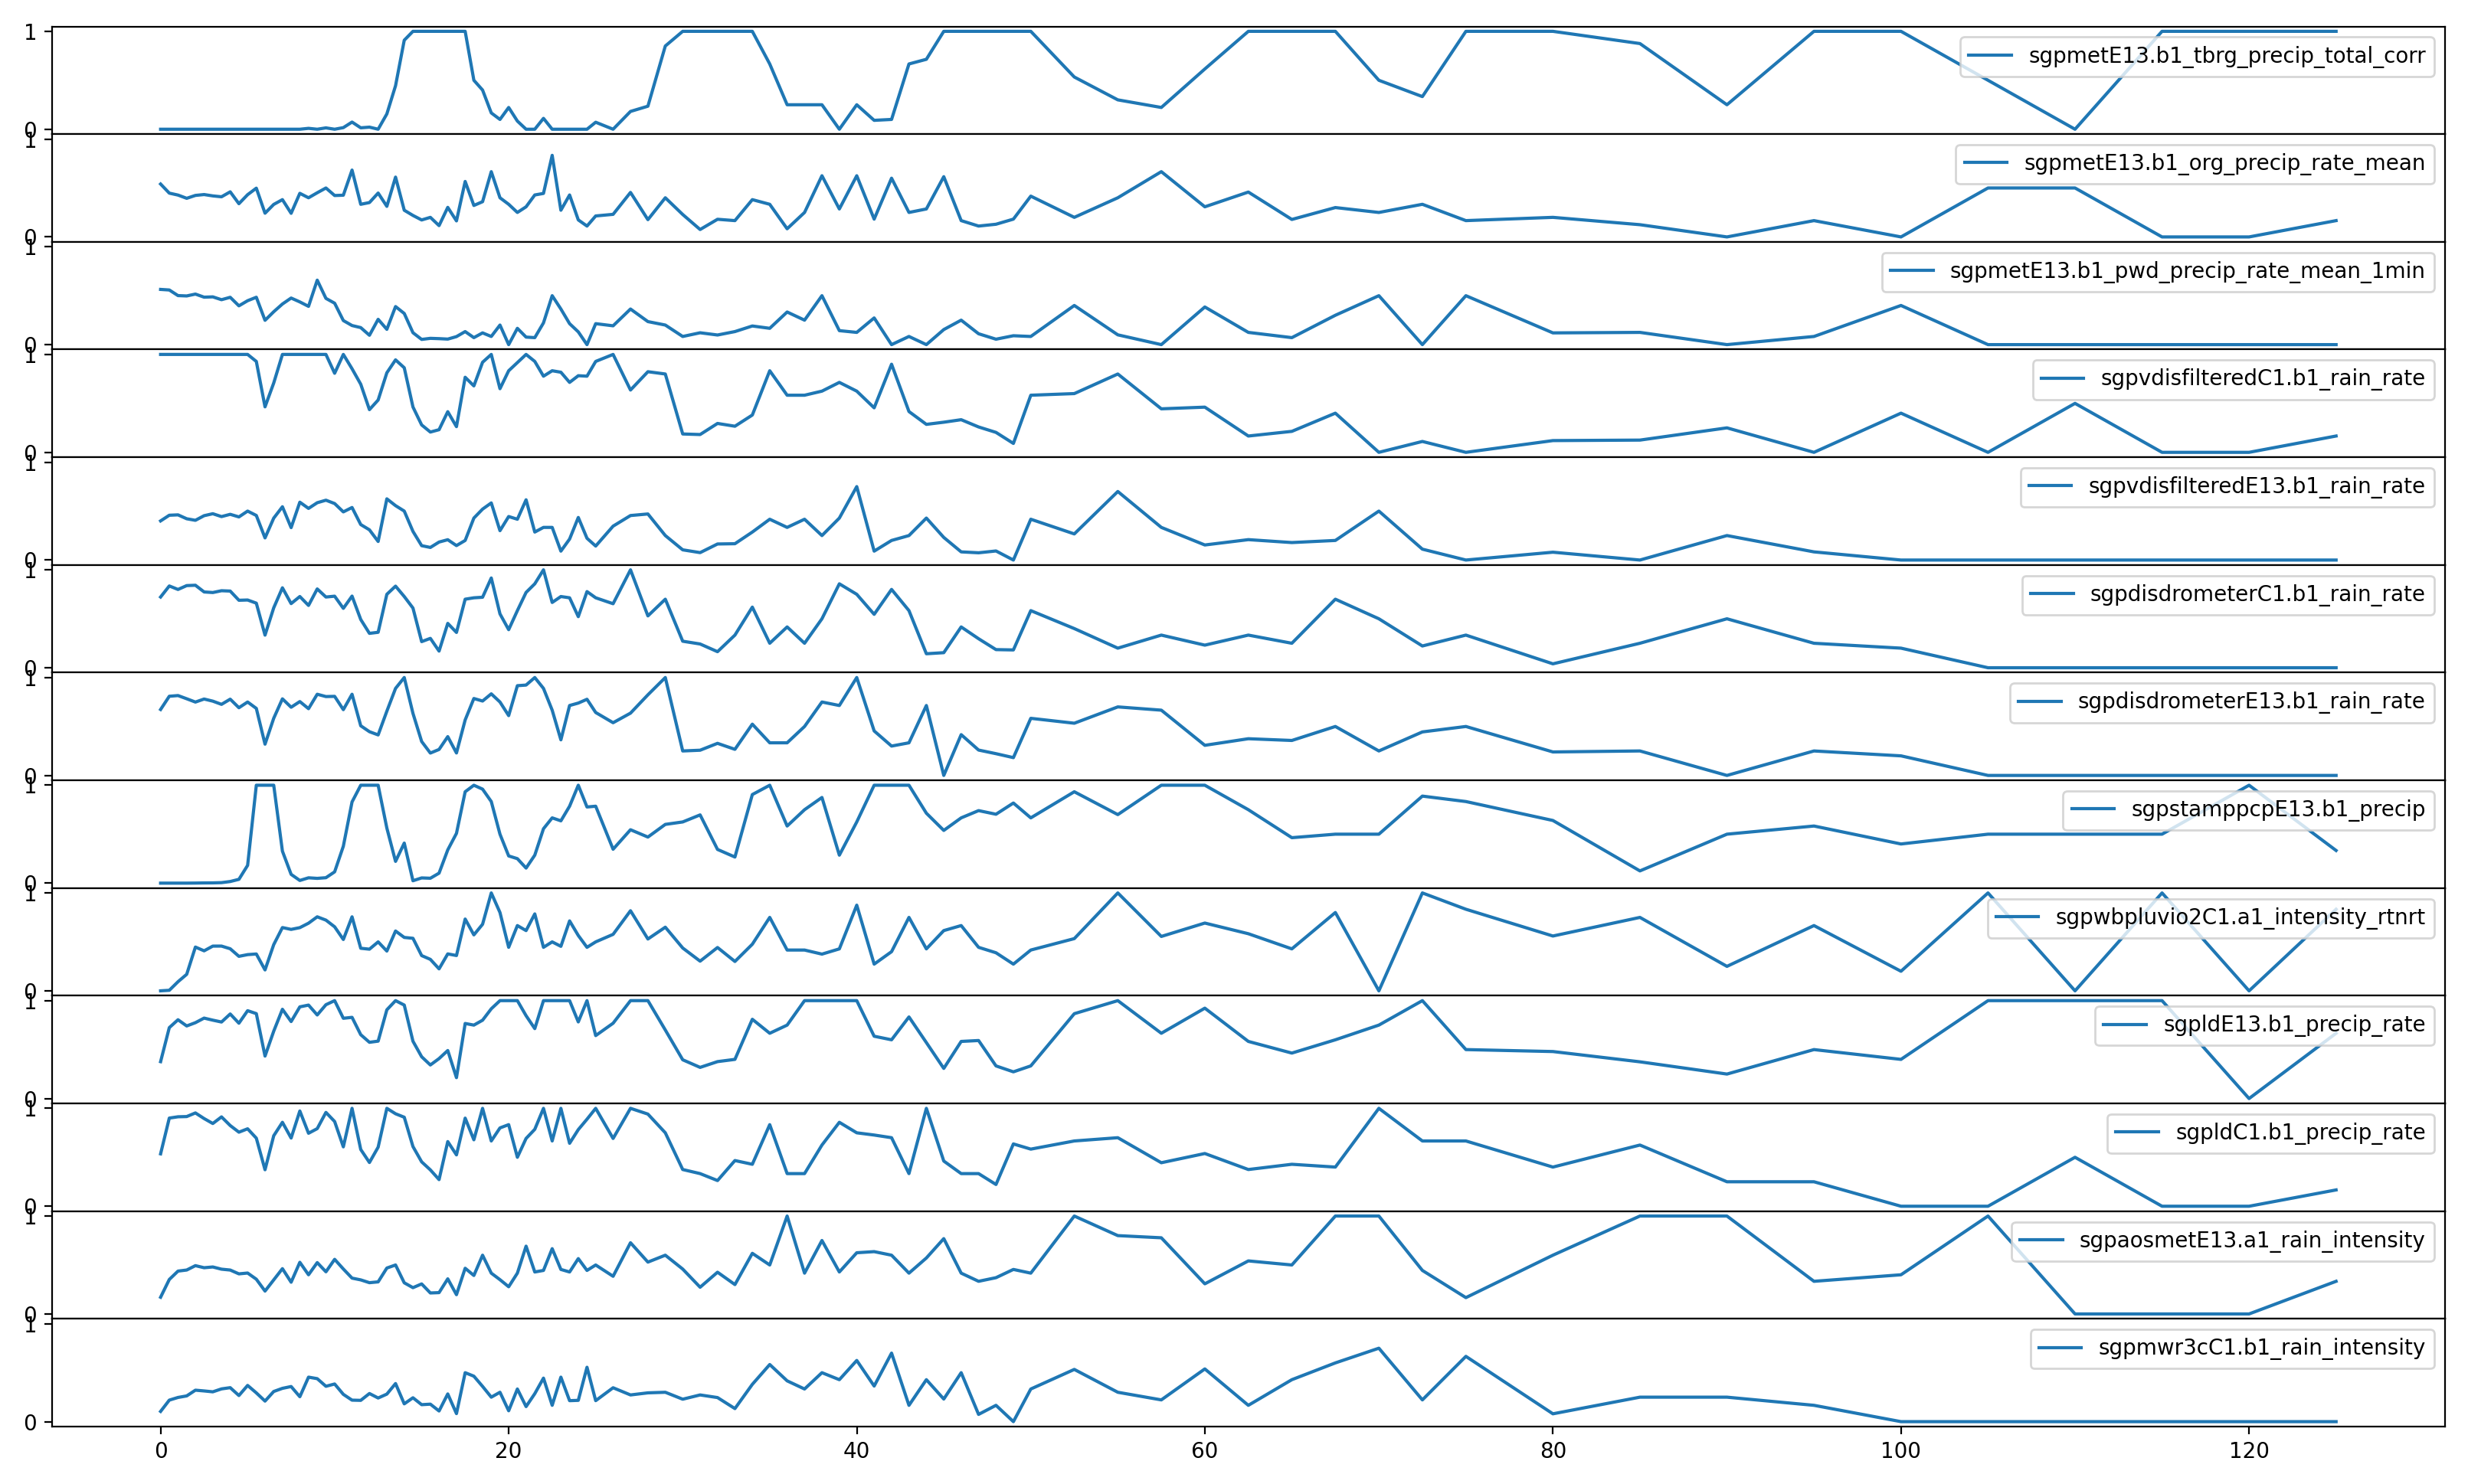 1
sgpmetE13.b1_tbrg_precip_total_corr
0
1
sgpmetE13.b1_org_precip_rate_mean
0
1
sgpmetE13.b1_pwd_precip_rate_mean_1min
0
1
sgpvdisfilteredC1.b1_rain_rate
0
1
sgpvdisfilteredE13.b1_rain_rate
0
1
sgpdisdrometerC1.b1_rain_rate
0
1
sgpdisdrometerE13.b1_rain_rate
0
1
sgpstamppcpE13.b1_precip
0
1
sgpwbpluvio2C1.a1_intensity_rtnrt
0
1
sgpldE13.b1_precip_rate
0
1
sgpldC1.b1_precip_rate
0
1
sgpaosmetE13.a1_rain_intensity
0
1
sgpmwr3cC1.b1_rain_intensity
0
0 20 40 60 80 100 120